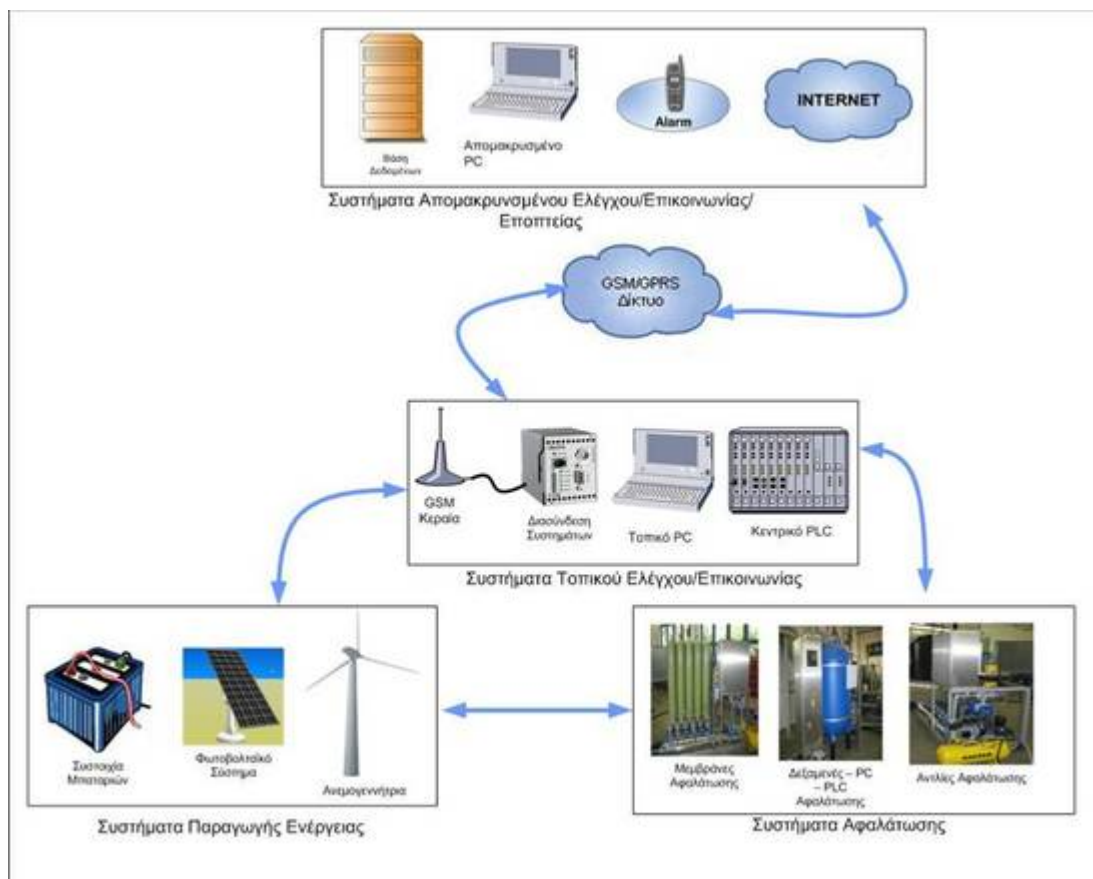 INTERNET
Alarm
Βάση
Δεδομένων
Απομακρυσμένο
PC
Συστήματα Απομακρυνσμένου Ελέγχου/Επικοινωνίας/
Εποπτείας
GSM/GPRS
Δίκτυο
GSM
Κεραία
Διασύνδεση
Συστημάτων
Τοπικό PC
Κεντρικό PLC
Συστήματα Τοπικού Ελέγχου/Επικοινωνίας
Συστοιχία
Μπαταριών
Φωτοβολταϊκό
Σύστημα
Ανεμογεννήτρια
Συστήματα Παραγωγής Ενέργειας
Μεμβράνες
Αφαλάτωσης
Δεξαμενές – PC
– PLC
Αφαλάτωσης
Αντλίες Αφαλάτωσης
Συστήματα Αφαλάτωσης